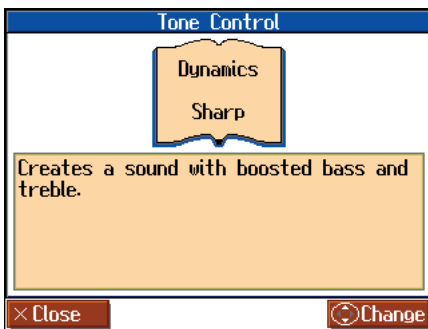 Tone Control
Dynamics
Sharp
Creates a sound with boosted bass and
treble.
×Close
Change